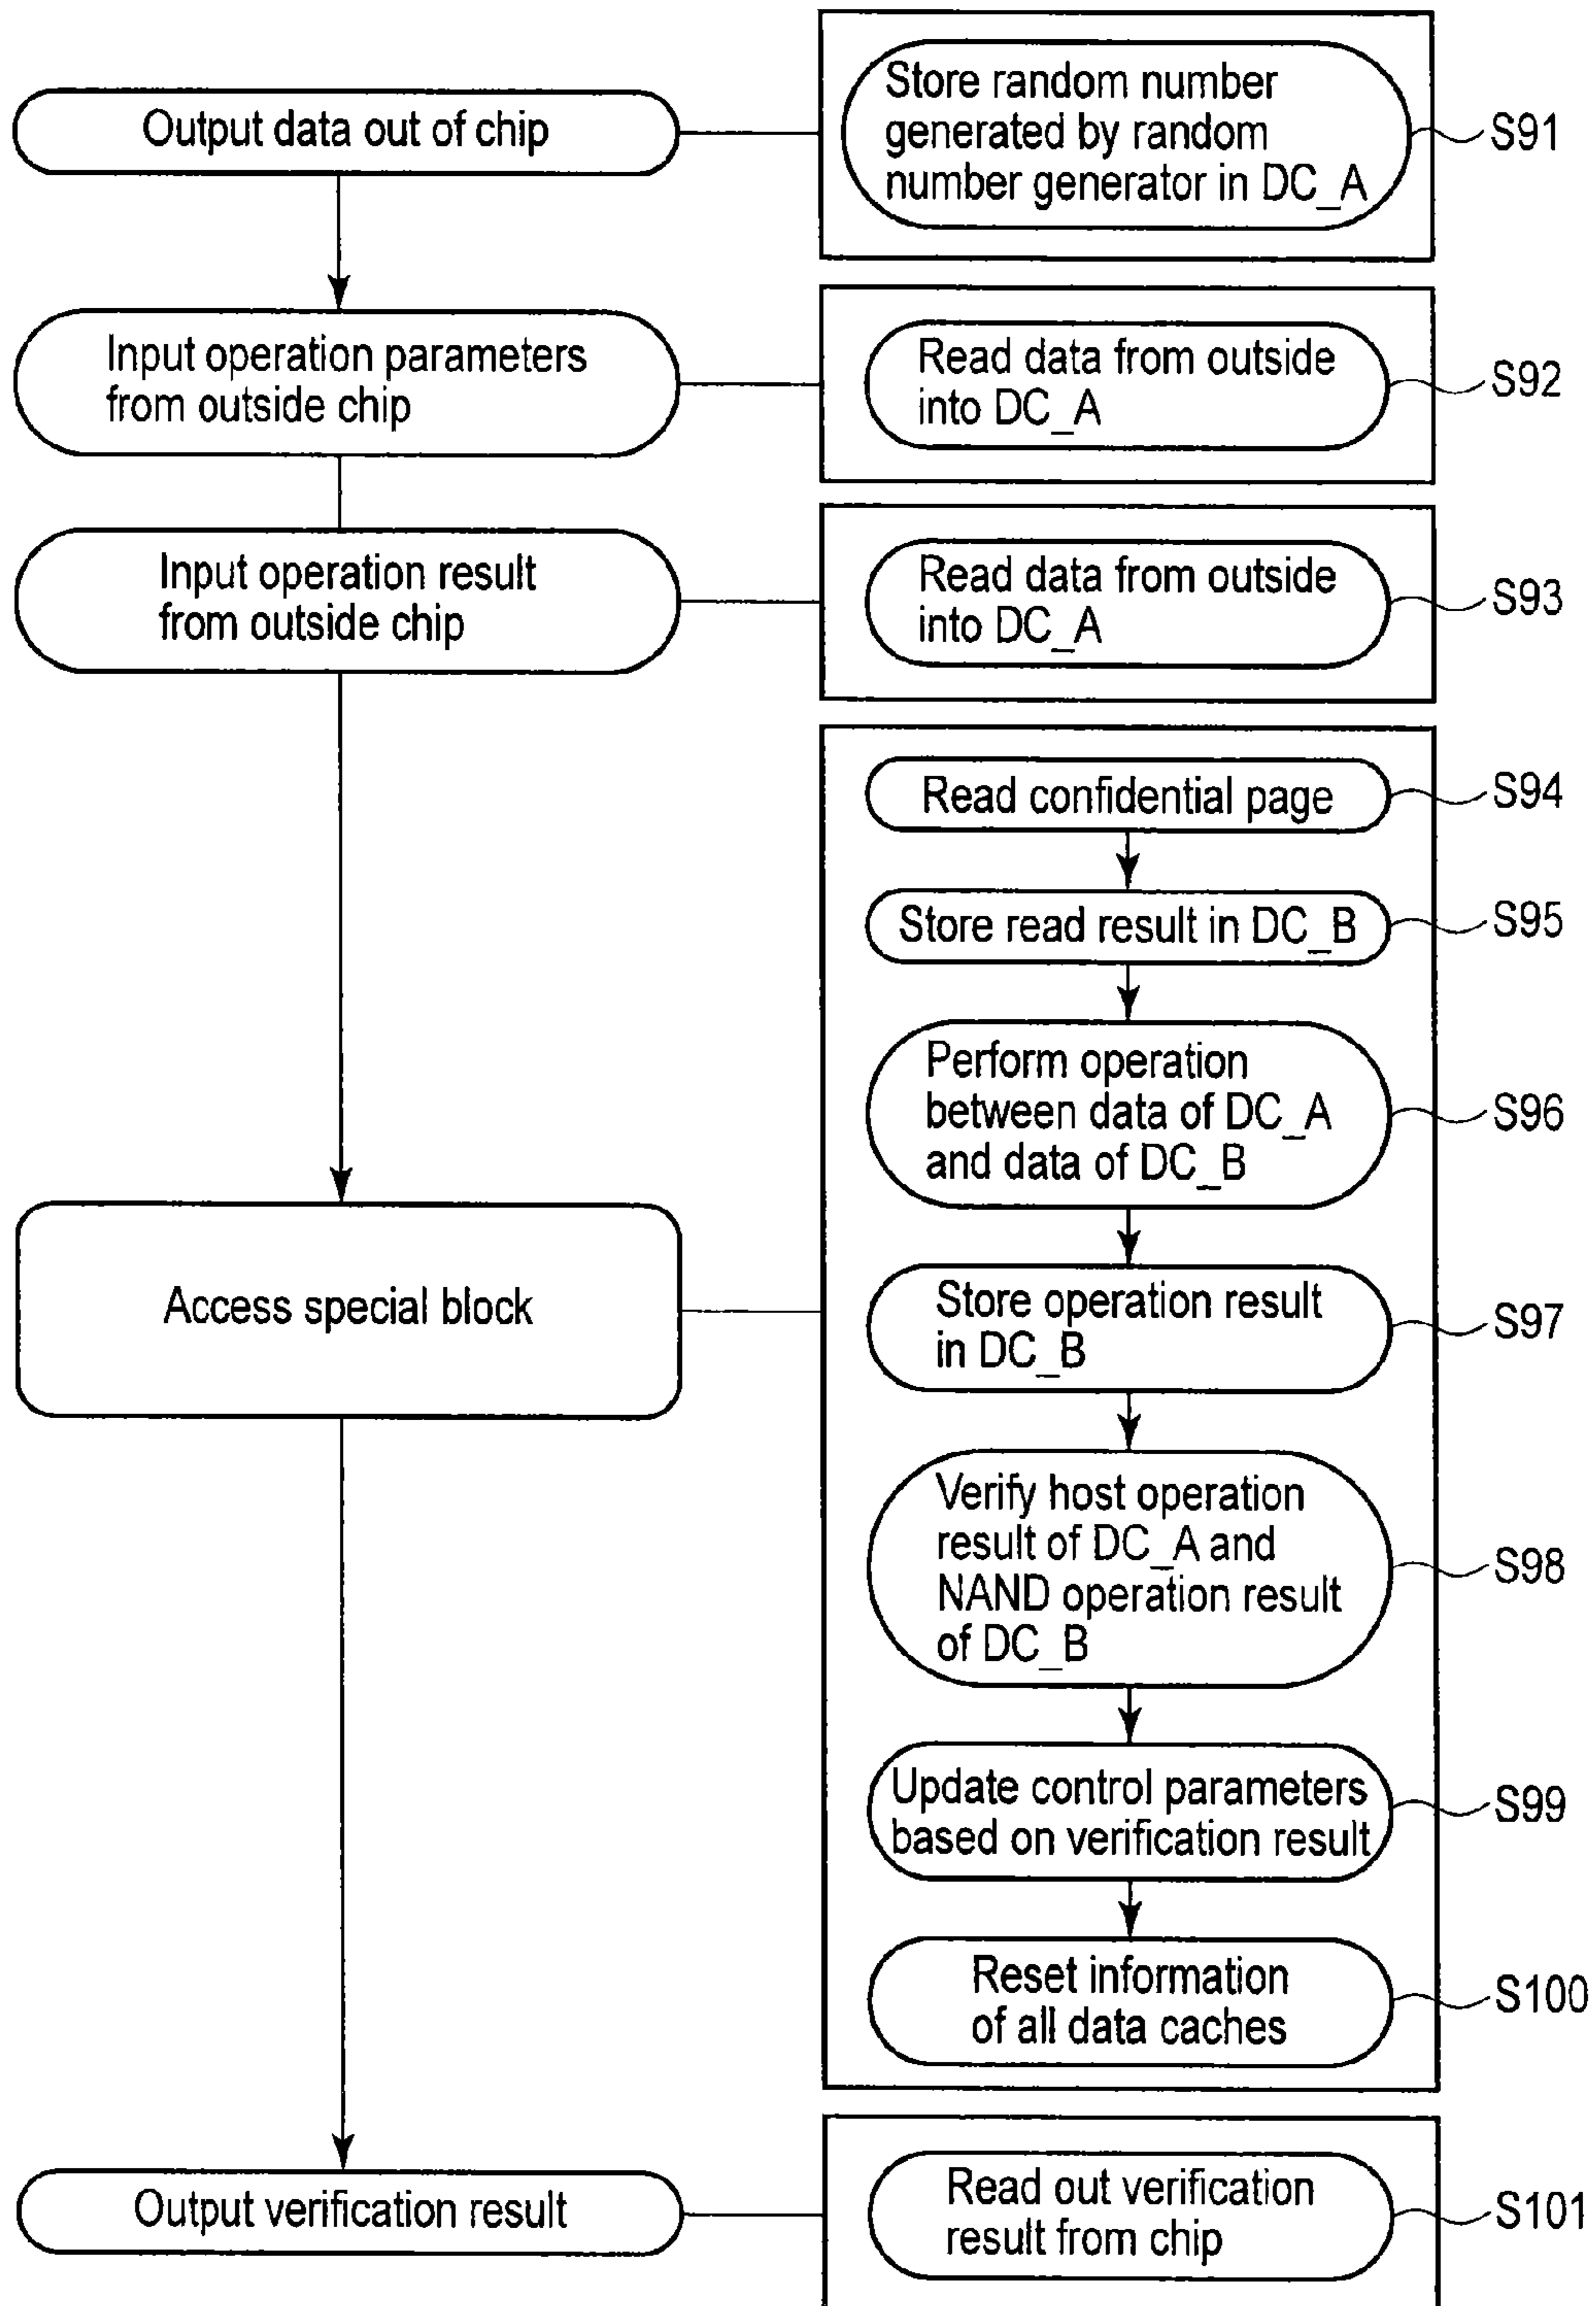 Output data out of chip
Store random number
generated by random
number generator in DC_A
S91
Input operation parameters
from outside chip
Read data from outside
into DC_A
S92
Input operation result
from outside chip
Read data from outside
into DC_A
S93
Access special block
Read confidential page
S94
Store read result in DC_B
S95
Perform operation
between data of DC_A
and data of DC_B
S96
Store operation result
in DC_B
S97
Verify host operation
result of DC_A and
NAND operation result
of DC_B
S98
Update control parameters
based on verification result
S99
Reset information
of all data caches
S100
Output verification result
Read out verification
result from chip
S101